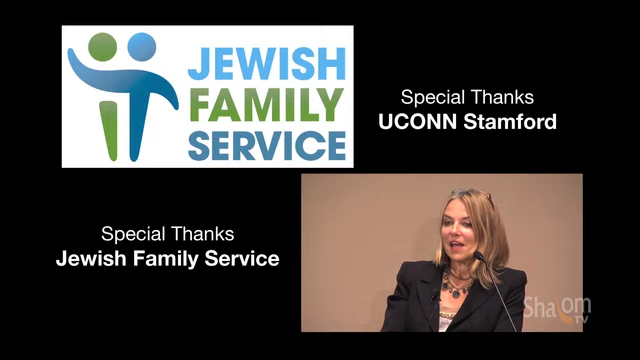 JEWISH
FAMILY
SERVICE
Special Thanks
UCONN Stamford
Special Thanks
Jewish Family Service
Shalom
TV